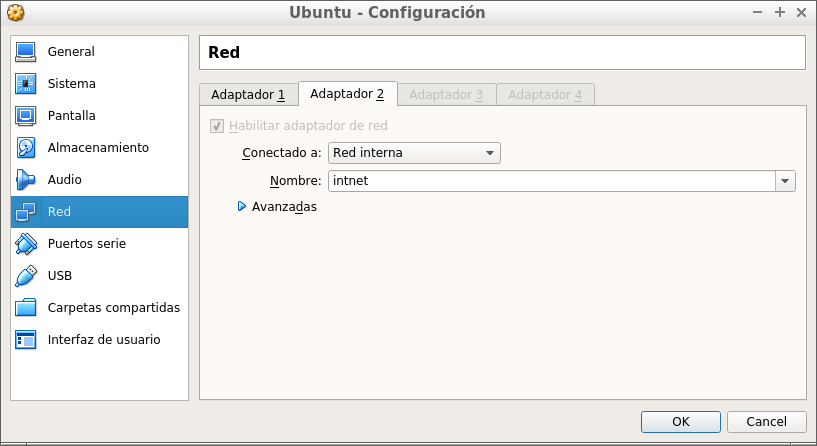 Ubuntu - Configuración
General
Sistema
Pantalla
Almacenamiento
Audio
Red
Puertos serie
USB
Carpetas compartidas
Interfaz de usuario
Red
Adaptador 1 Adaptador 2 Adaptador 3 Adaptador 4
Habilitar adaptador de red
Conectado a: Red interna
Nombre: intnet
Avanzadas
OK Cancel